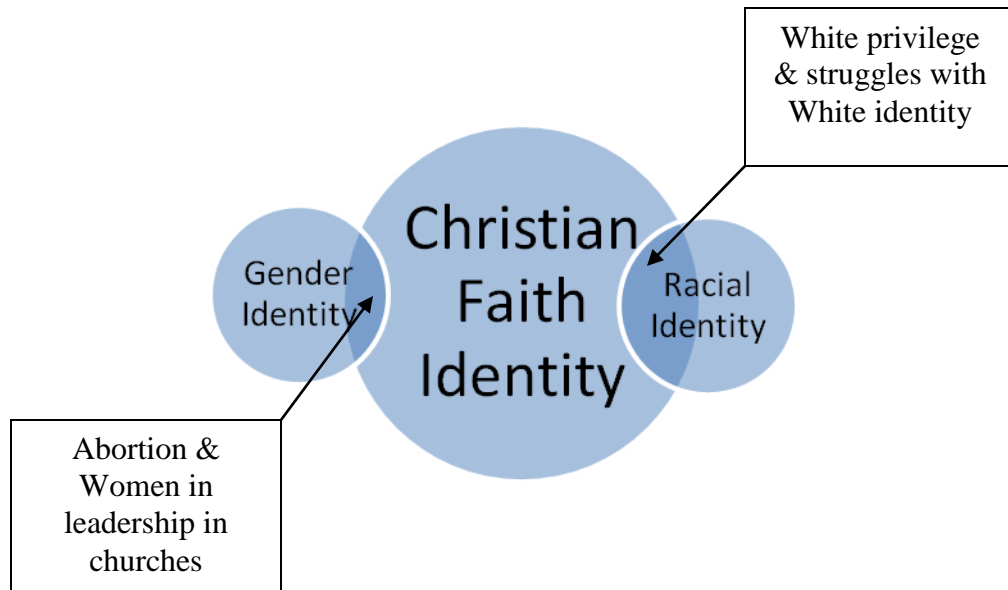 White privilege
& struggles with
White identity
Christian
Faith
Identity
Gender
Identity
Racial
Identity
Abortion &
Women in
leadership in
churches